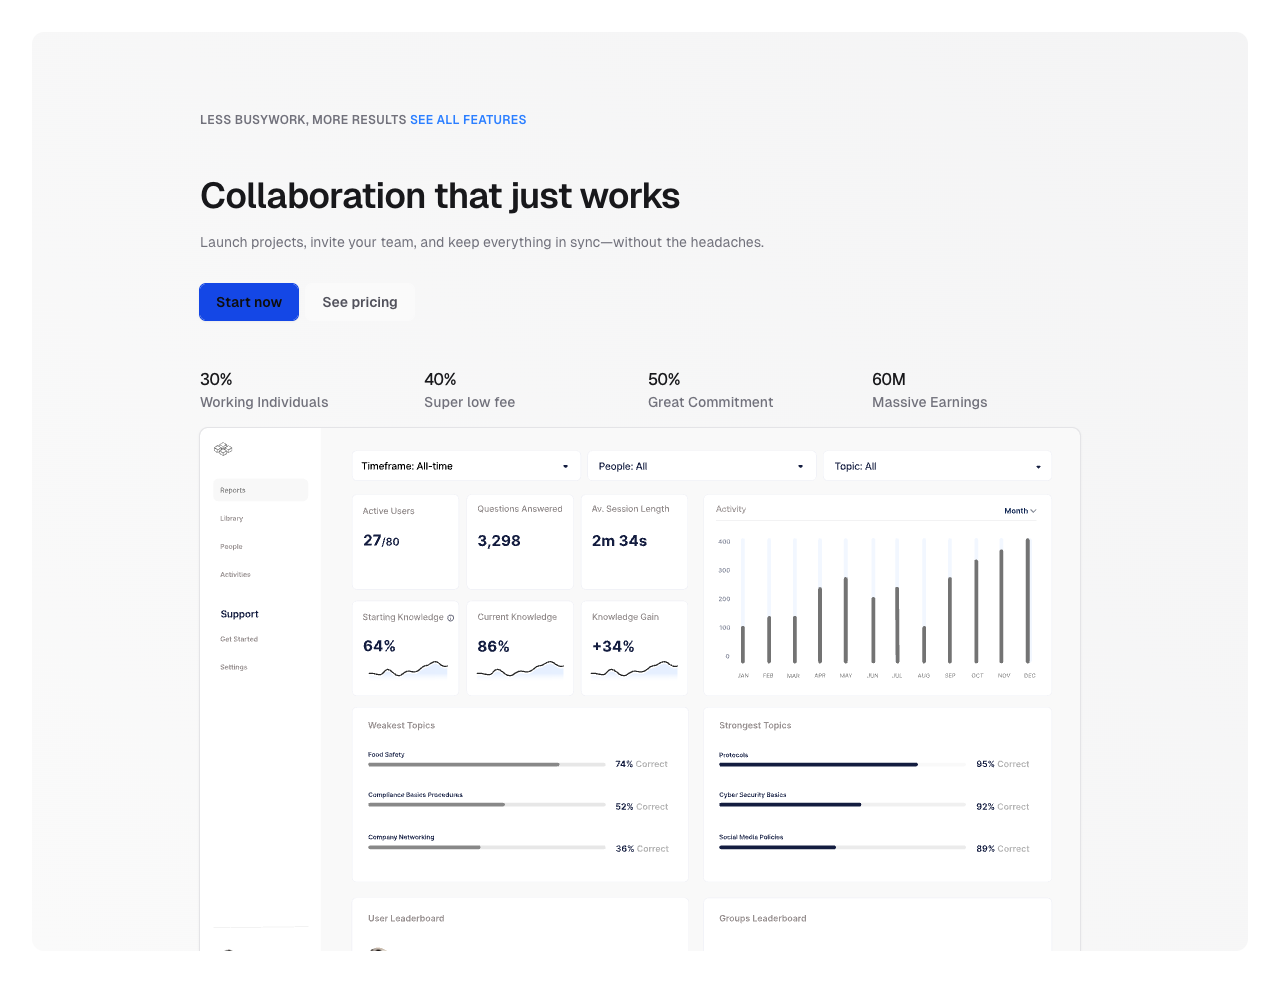 LESS BUSYWORK, MORE RESULTS SEE ALL FEATURES
Collaboration that just works
Launch projects, invite your team, and keep everything in sync—without the headaches.
Start now
See pricing
30%
Working Individuals
40%
Super low fee
50%
Great Commitment
60M
Massive Earnings
Reports
Library
People
Activities
Support
Get Started
Settings
Timeframe: All-time
People: All
Topic: All
Active Users
27/80
Questions Answered
3,298
Av. Session Length
2m 34s
Starting Knowledge
64%
Current Knowledge
86%
Knowledge Gain
+34%
Activity
Month
400
300
200
100
0
JAN FEB MAR APR MAY JUN JUL AUG SEP OCT NOV DEC
Weakest Topics
Food Safety
74% Correct
Compliance Basics Procedures
52% Correct
Company Networking
36% Correct
Strongest Topics
Protocols
95% Correct
Cyber Security Basics
92% Correct
Social Media Policies
89% Correct
User Leaderboard
Groups Leaderboard